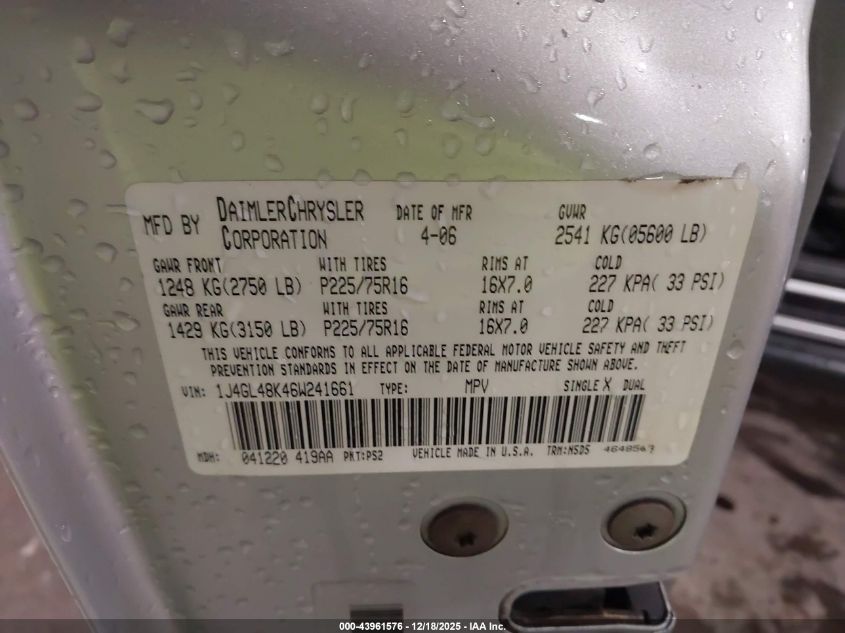 MFD BY DAIMLERCHRYSLER CORPORATION DATE OF MFR 4-06 GVWR 2541 KG(05600 LB)
GAWR FRONT WITH TIRES RIMS AT COLD
1248 KG(2750 LB) P225/75R16 16X7.0 227 KPA( 33 PSI)
GAWR REAR WITH TIRES RIMS AT COLD
1429 KG(3150 LB) P225/75R16 16X7.0 227 KPA( 33 PSI)
THIS VEHICLE CONFORMS TO ALL APPLICABLE FEDERAL MOTOR VEHICLE SAFETY AND THEFT
PREVENTION STANDARDS IN EFFECT ON THE DATE OF MANUFACTURE SHOWN ABOVE.
VIN: 1J4GL48K46W241661 TYPE: MPV SINGLE X DUAL
MDH: 041220 419AA PKT:PS2 VEHICLE MADE IN U.S.A. TRM:N5DS
000-43961576 - 12/18/2025 - IAA Inc.